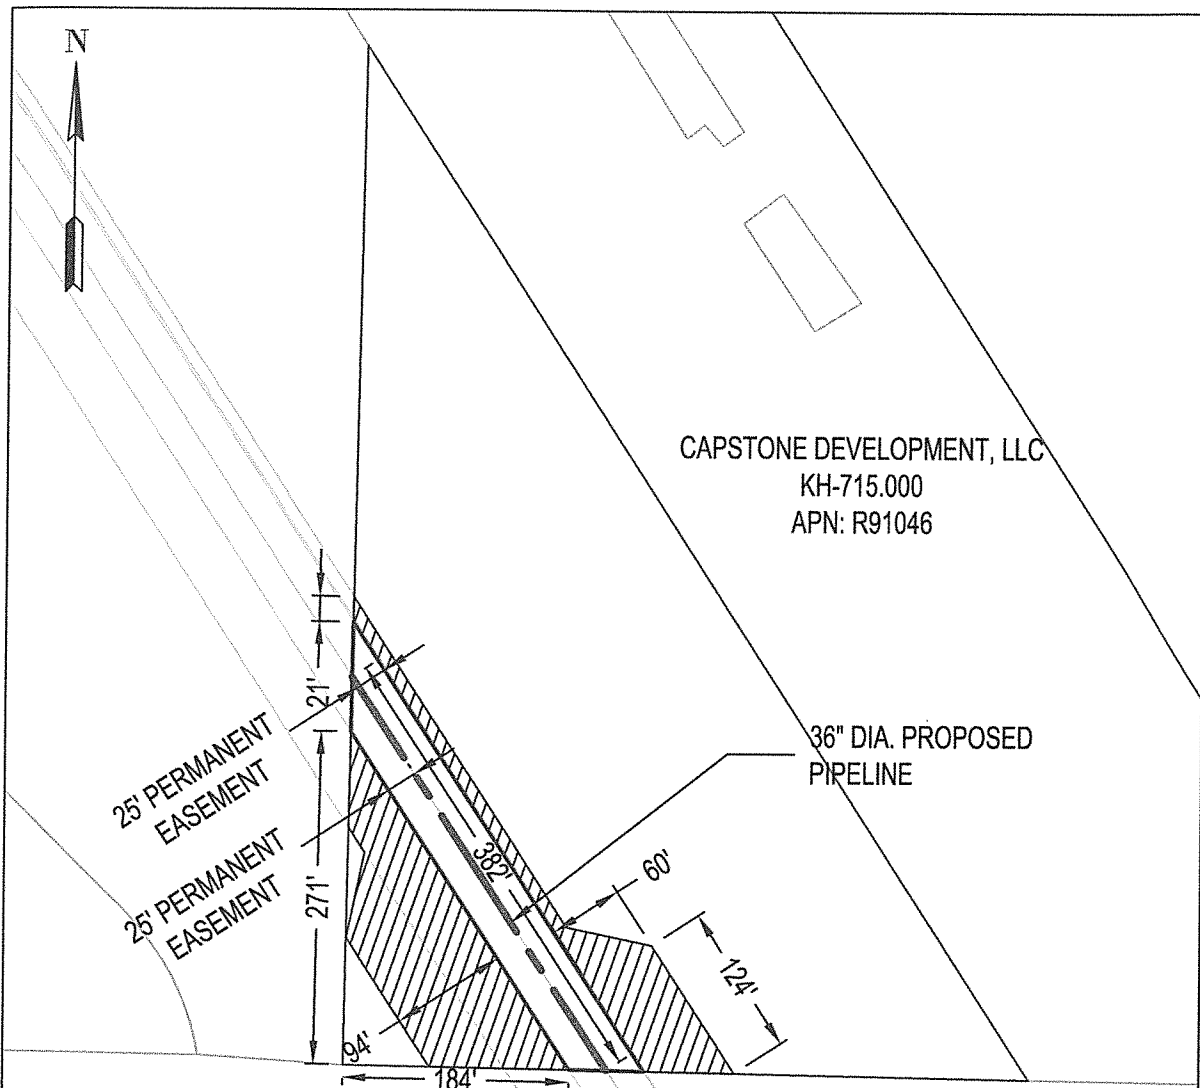 N
CAPSTONE DEVELOPMENT, LLC
KH-715.000
APN: R91046
21'
25' PERMANENT
EASEMENT
36" DIA. PROPOSED
PIPELINE
25' PERMANENT
EASEMENT
271'
382'
60'
124'
94'
184'